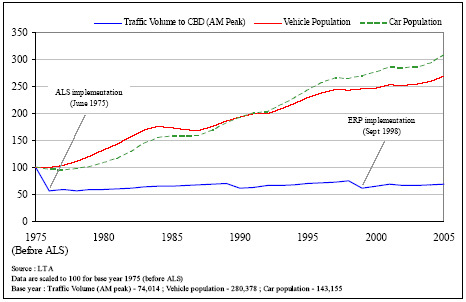 Traffic Volume to CBD (AM Peak) Vehicle Population Car Population
350
300
250
200
150
100
50
0
ALS implementation
(June 1975)
ERP implementation
(Sept 1998)
1975 1980 1985 1990 1995 2000 2005
(Before ALS)
Source : LTA
Data are scaled to 100 for base year 1975 (before ALS)
Base year : Traffic Volume (AM peak) - 74,014 ; Vehicle population - 280,378 ; Car population - 143,155